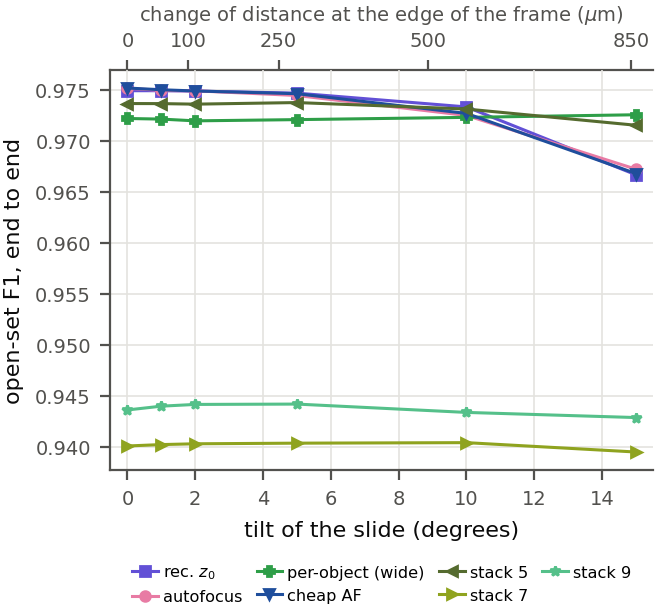 change of distance at the edge of the frame (μm)
0 100 250 500 850
0.975
0.970
0.965
0.960
0.955
0.950
0.945
0.940
open-set F1, end to end
0 2 4 6 8 10 12 14
tilt of the slide (degrees)
rec. z₀ per-object (wide) stack 5 stack 9
autofocus cheap AF stack 7